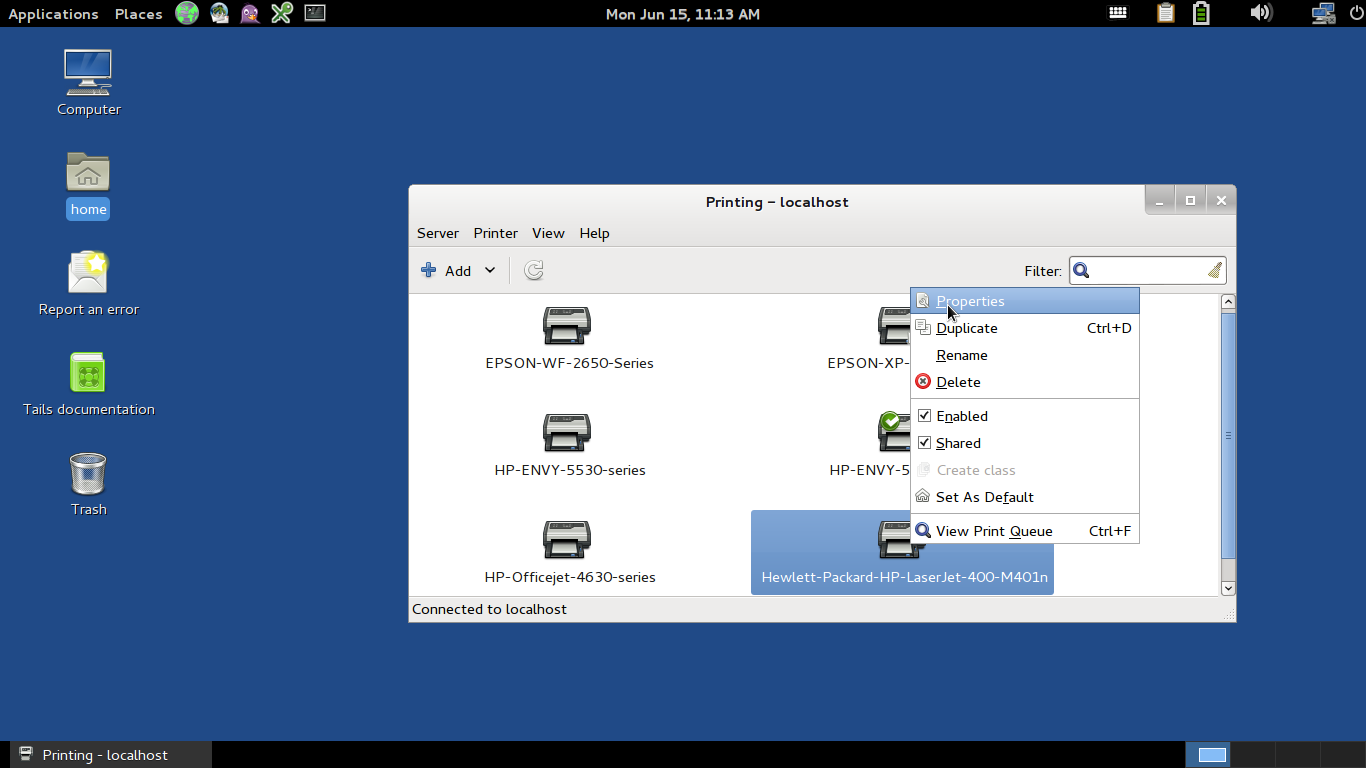 Applications Places Mon Jun 15, 11:13 AM
Computer
home
Report an error
Tails documentation
Trash
Printing - localhost
Server Printer View Help
Add Filter:
EPSON-WF-2650-Series EPSON-XP-
HP-ENVY-5530-series HP-ENVY-5
HP-Officejet-4630-series Hewlett-Packard-HP-LaserJet-400-M401n
Properties
Duplicate Ctrl+D
Rename
Delete
Enabled
Shared
Create class
Set As Default
View Print Queue Ctrl+F
Connected to localhost
Printing - localhost